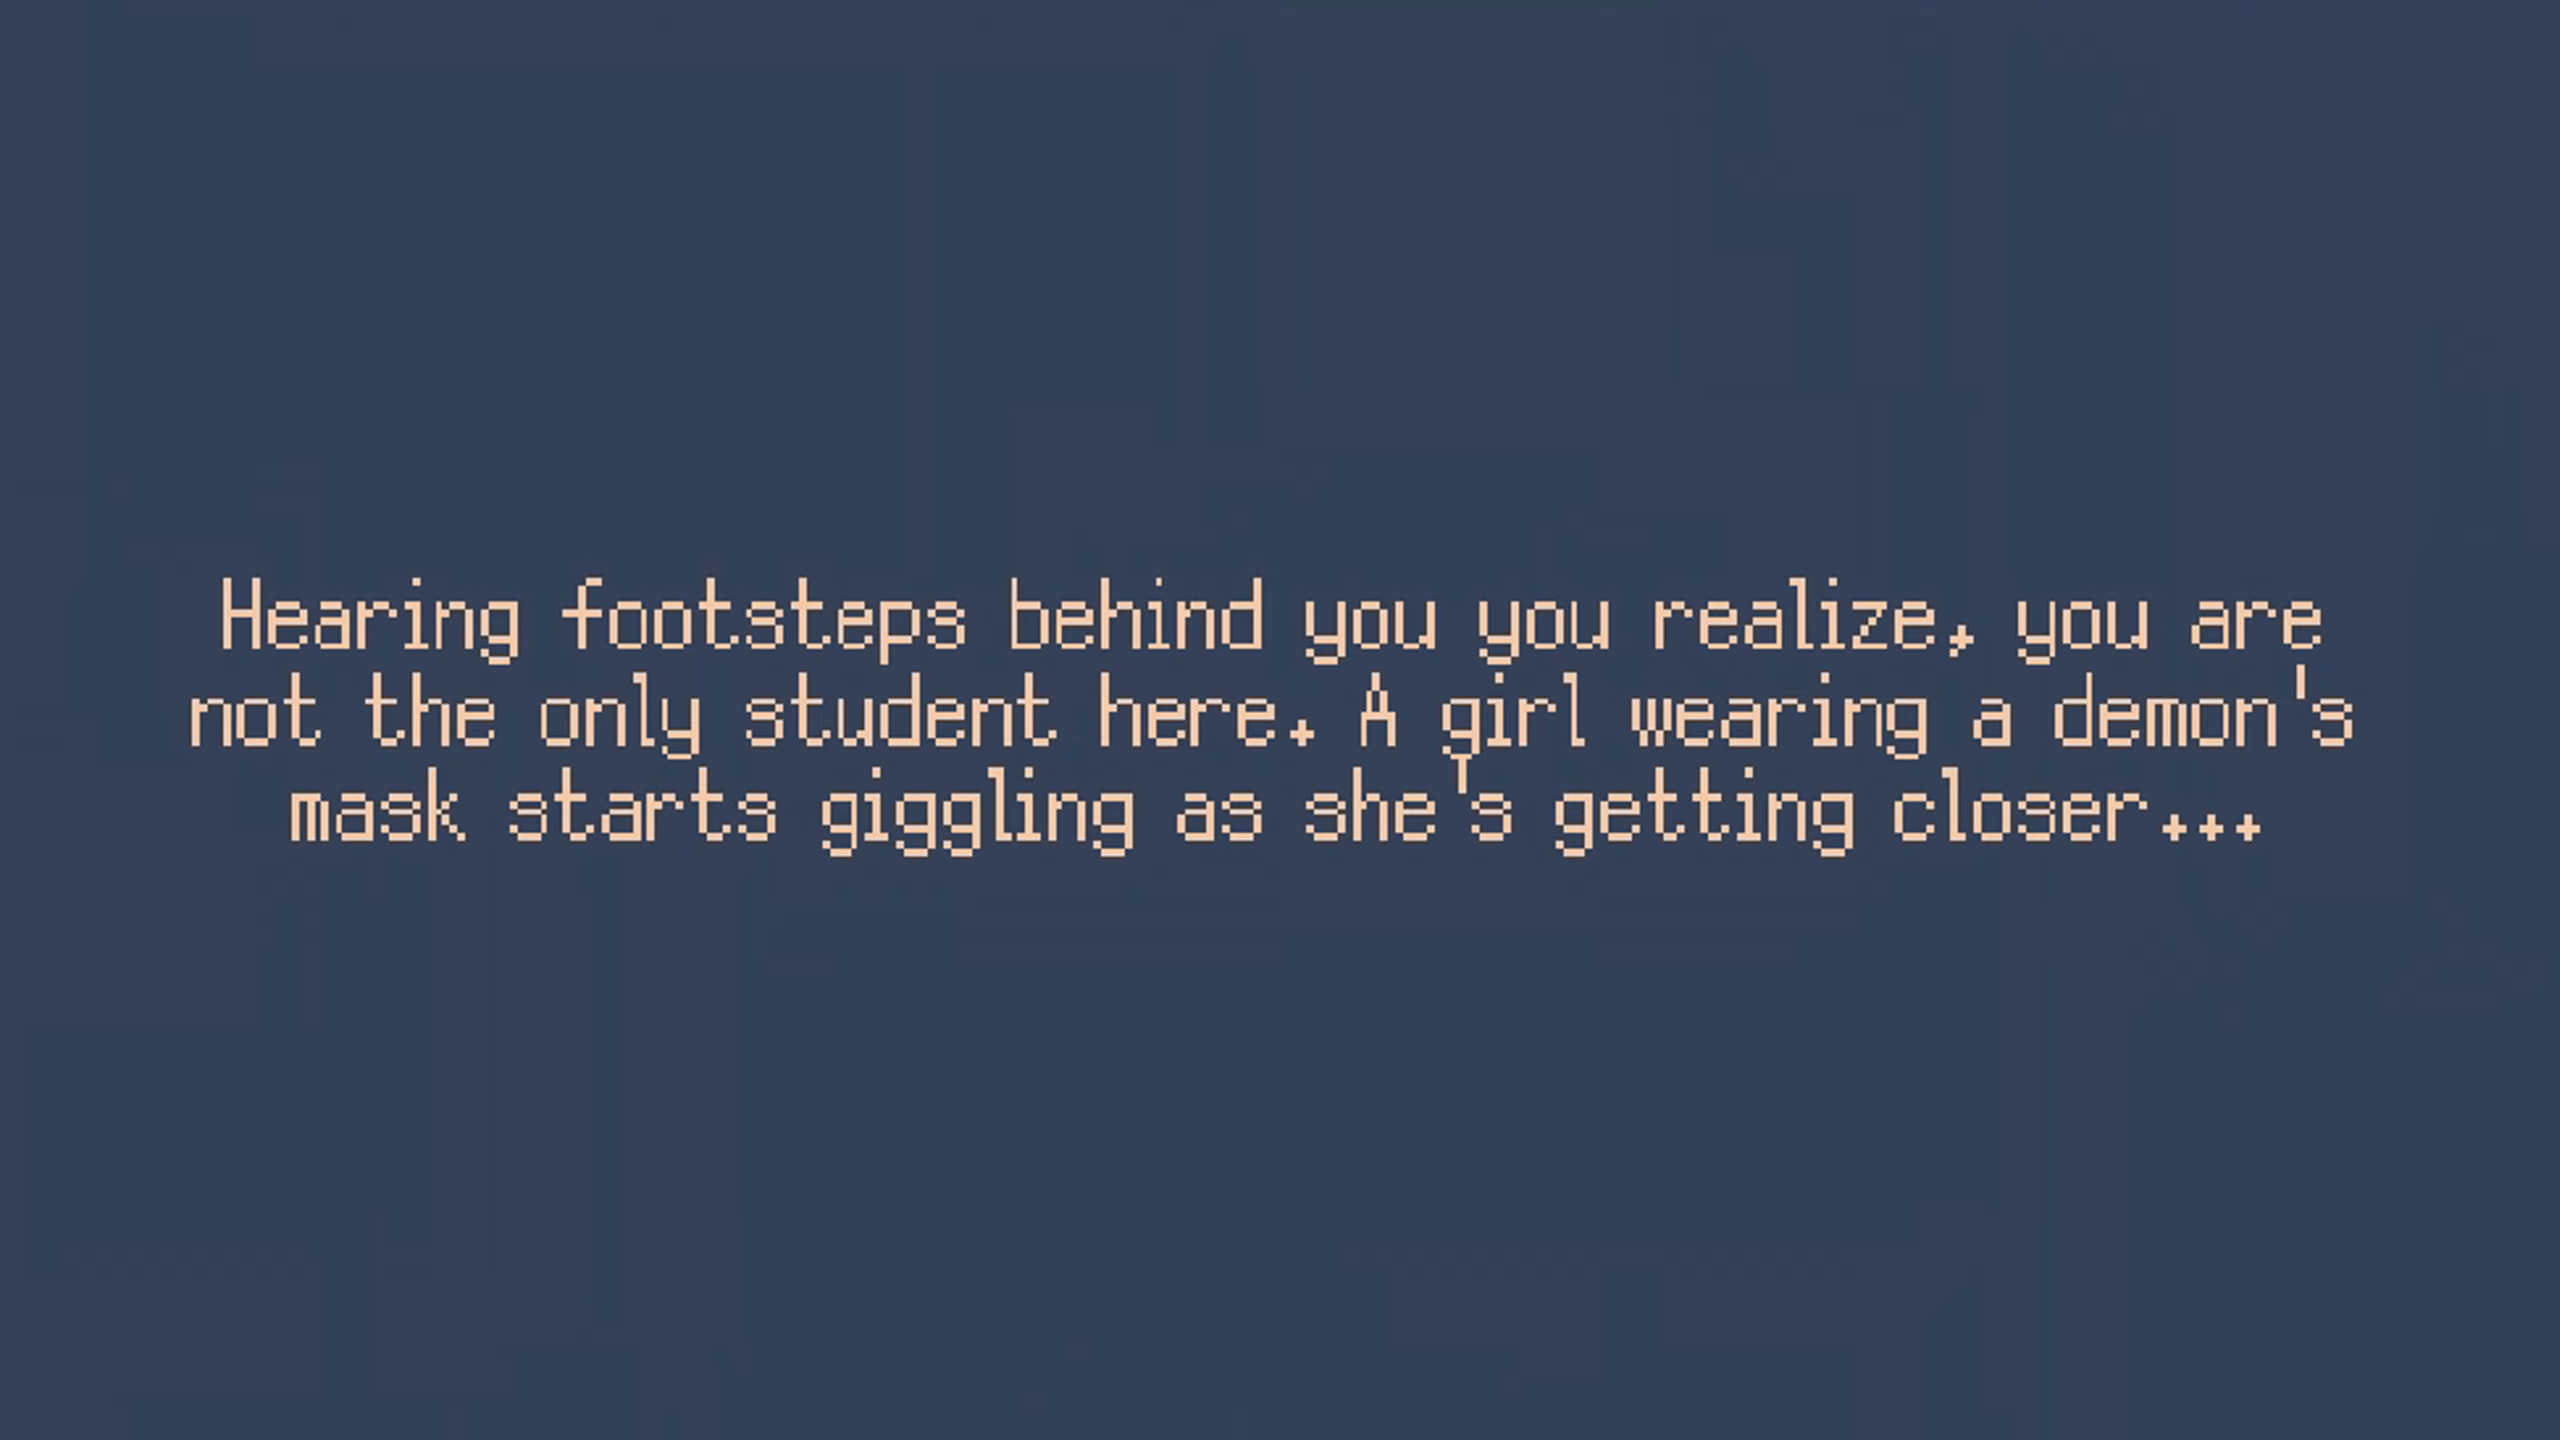 Hearing footsteps behind you you realize, you are
not the only student here. A girl wearing a demon's
mask starts giggling as she's getting closer...